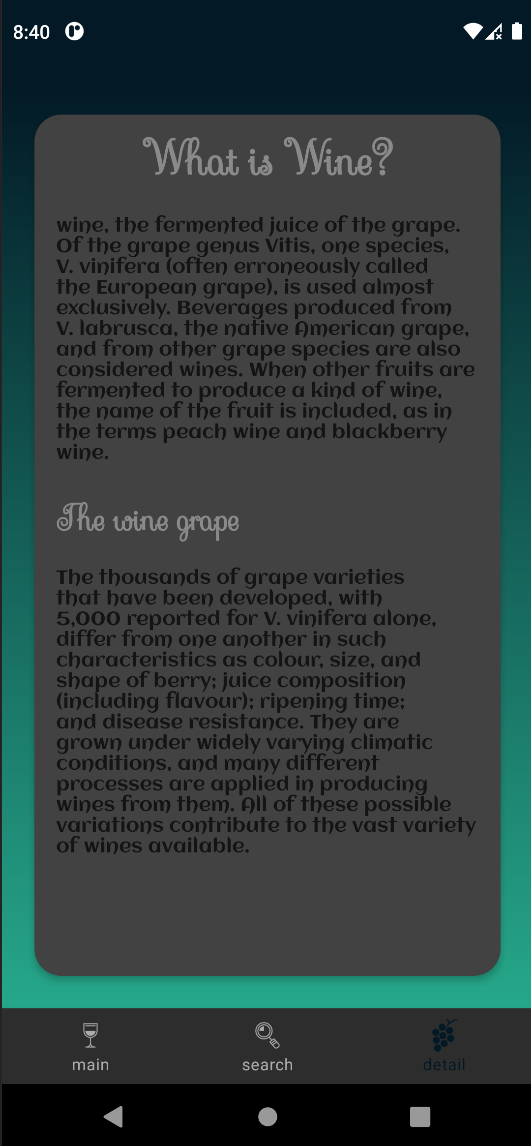 8:40
What is Wine?
wine, the fermented juice of the grape.
Of the grape genus Vitis, one species,
V. vinifera (often erroneously called
the European grape), is used almost
exclusively. Beverages produced from
V. labrusca, the native American grape,
and from other grape species are also
considered wines. When other fruits are
fermented to produce a kind of wine,
the name of the fruit is included, as in
the terms peach wine and blackberry
wine.
The wine grape
The thousands of grape varieties
that have been developed, with
5,000 reported for V. vinifera alone,
differ from one another in such
characteristics as colour, size, and
shape of berry; juice composition
(including flavour); ripening time;
and disease resistance. They are
grown under widely varying climatic
conditions, and many different
processes are applied in producing
wines from them. All of these possible
variations contribute to the vast variety
of wines available.
main search detail